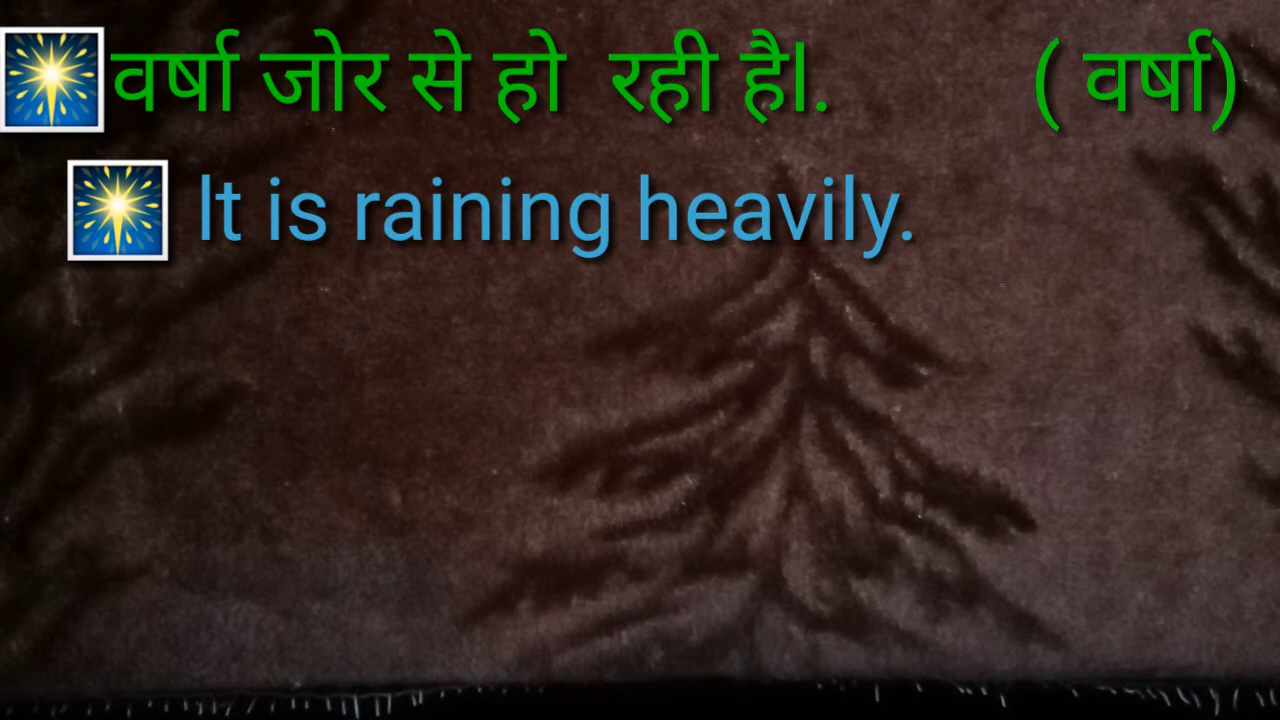 वर्षा जोर से हो रही है।. ( वर्षा)
It is raining heavily.